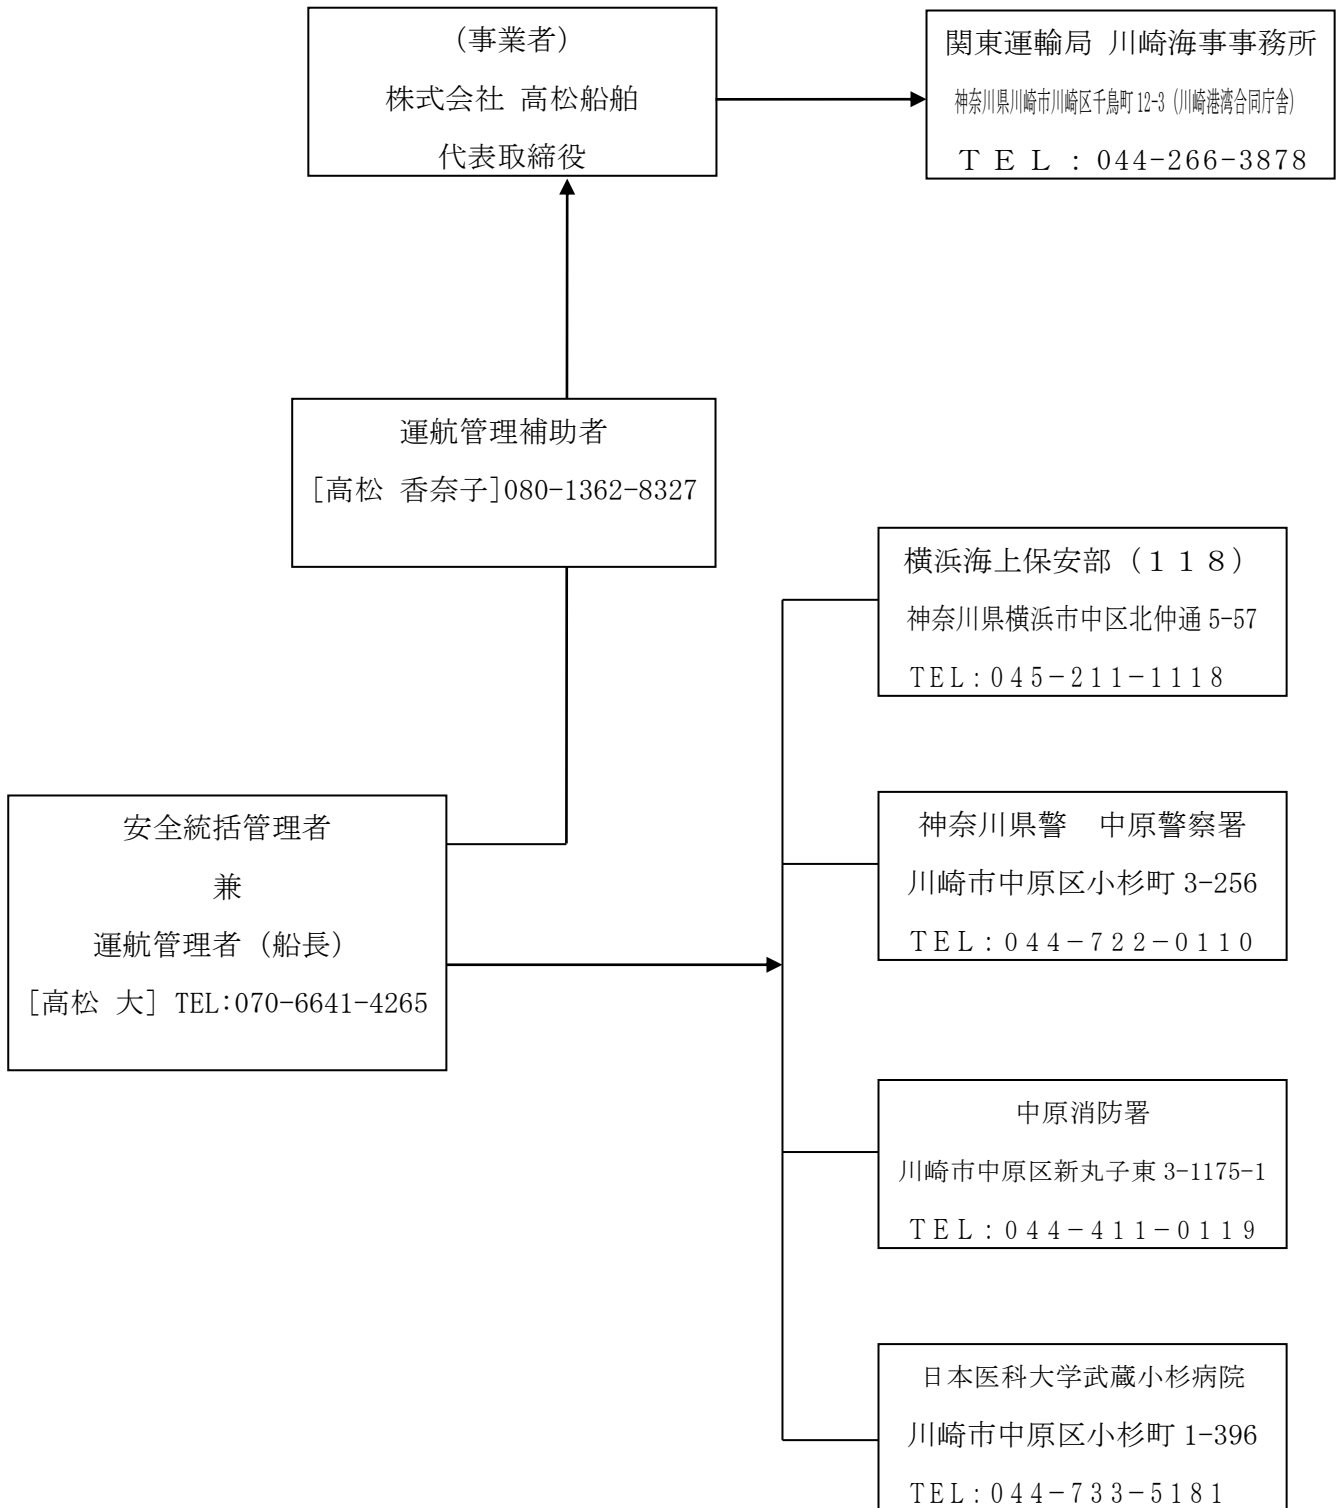 (事業者)
株式会社 高松船舶
代表取締役
関東運輸局 川崎海事事務所
神奈川県川崎市川崎区千鳥町 12-3（川崎港湾合同庁舎）
ＴＥＬ：044-266-3878
運航管理補助者
[高松 香奈子]080-1362-8327
横浜海上保安部（１１８）
神奈川県横浜市中区北仲通 5-57
TEL:045-211-1118
安全統括管理者
兼
運航管理者（船長）
[高松 大] TEL:070-6641-4265
神奈川県警　中原警察署
川崎市中原区小杉町 3-256
TEL:044-722-0110
中原消防署
川崎市中原区新丸子東 3-1175-1
TEL:044-411-0119
日本医科大学武蔵小杉病院
川崎市中原区小杉町 1-396
TEL:044-733-5181